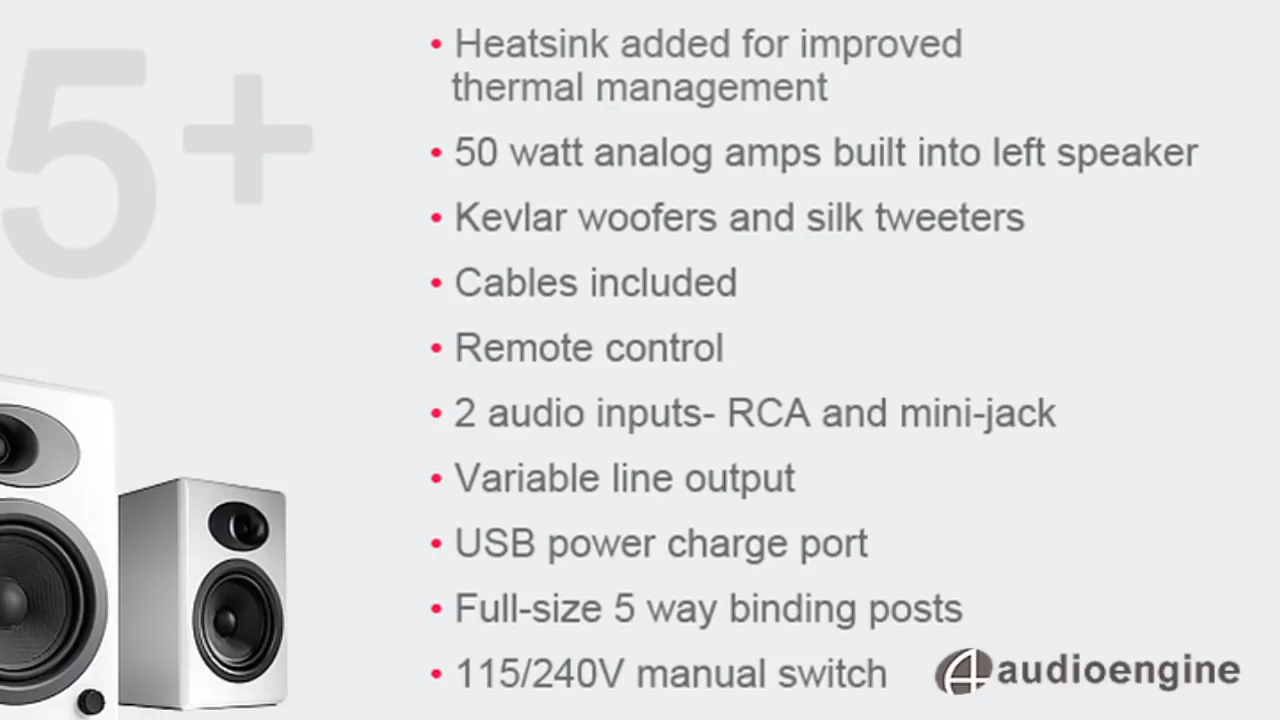 5+
• Heatsink added for improved
thermal management
• 50 watt analog amps built into left speaker
• Kevlar woofers and silk tweeters
• Cables included
• Remote control
• 2 audio inputs- RCA and mini-jack
• Variable line output
• USB power charge port
• Full-size 5 way binding posts
• 115/240V manual switch
audioengine